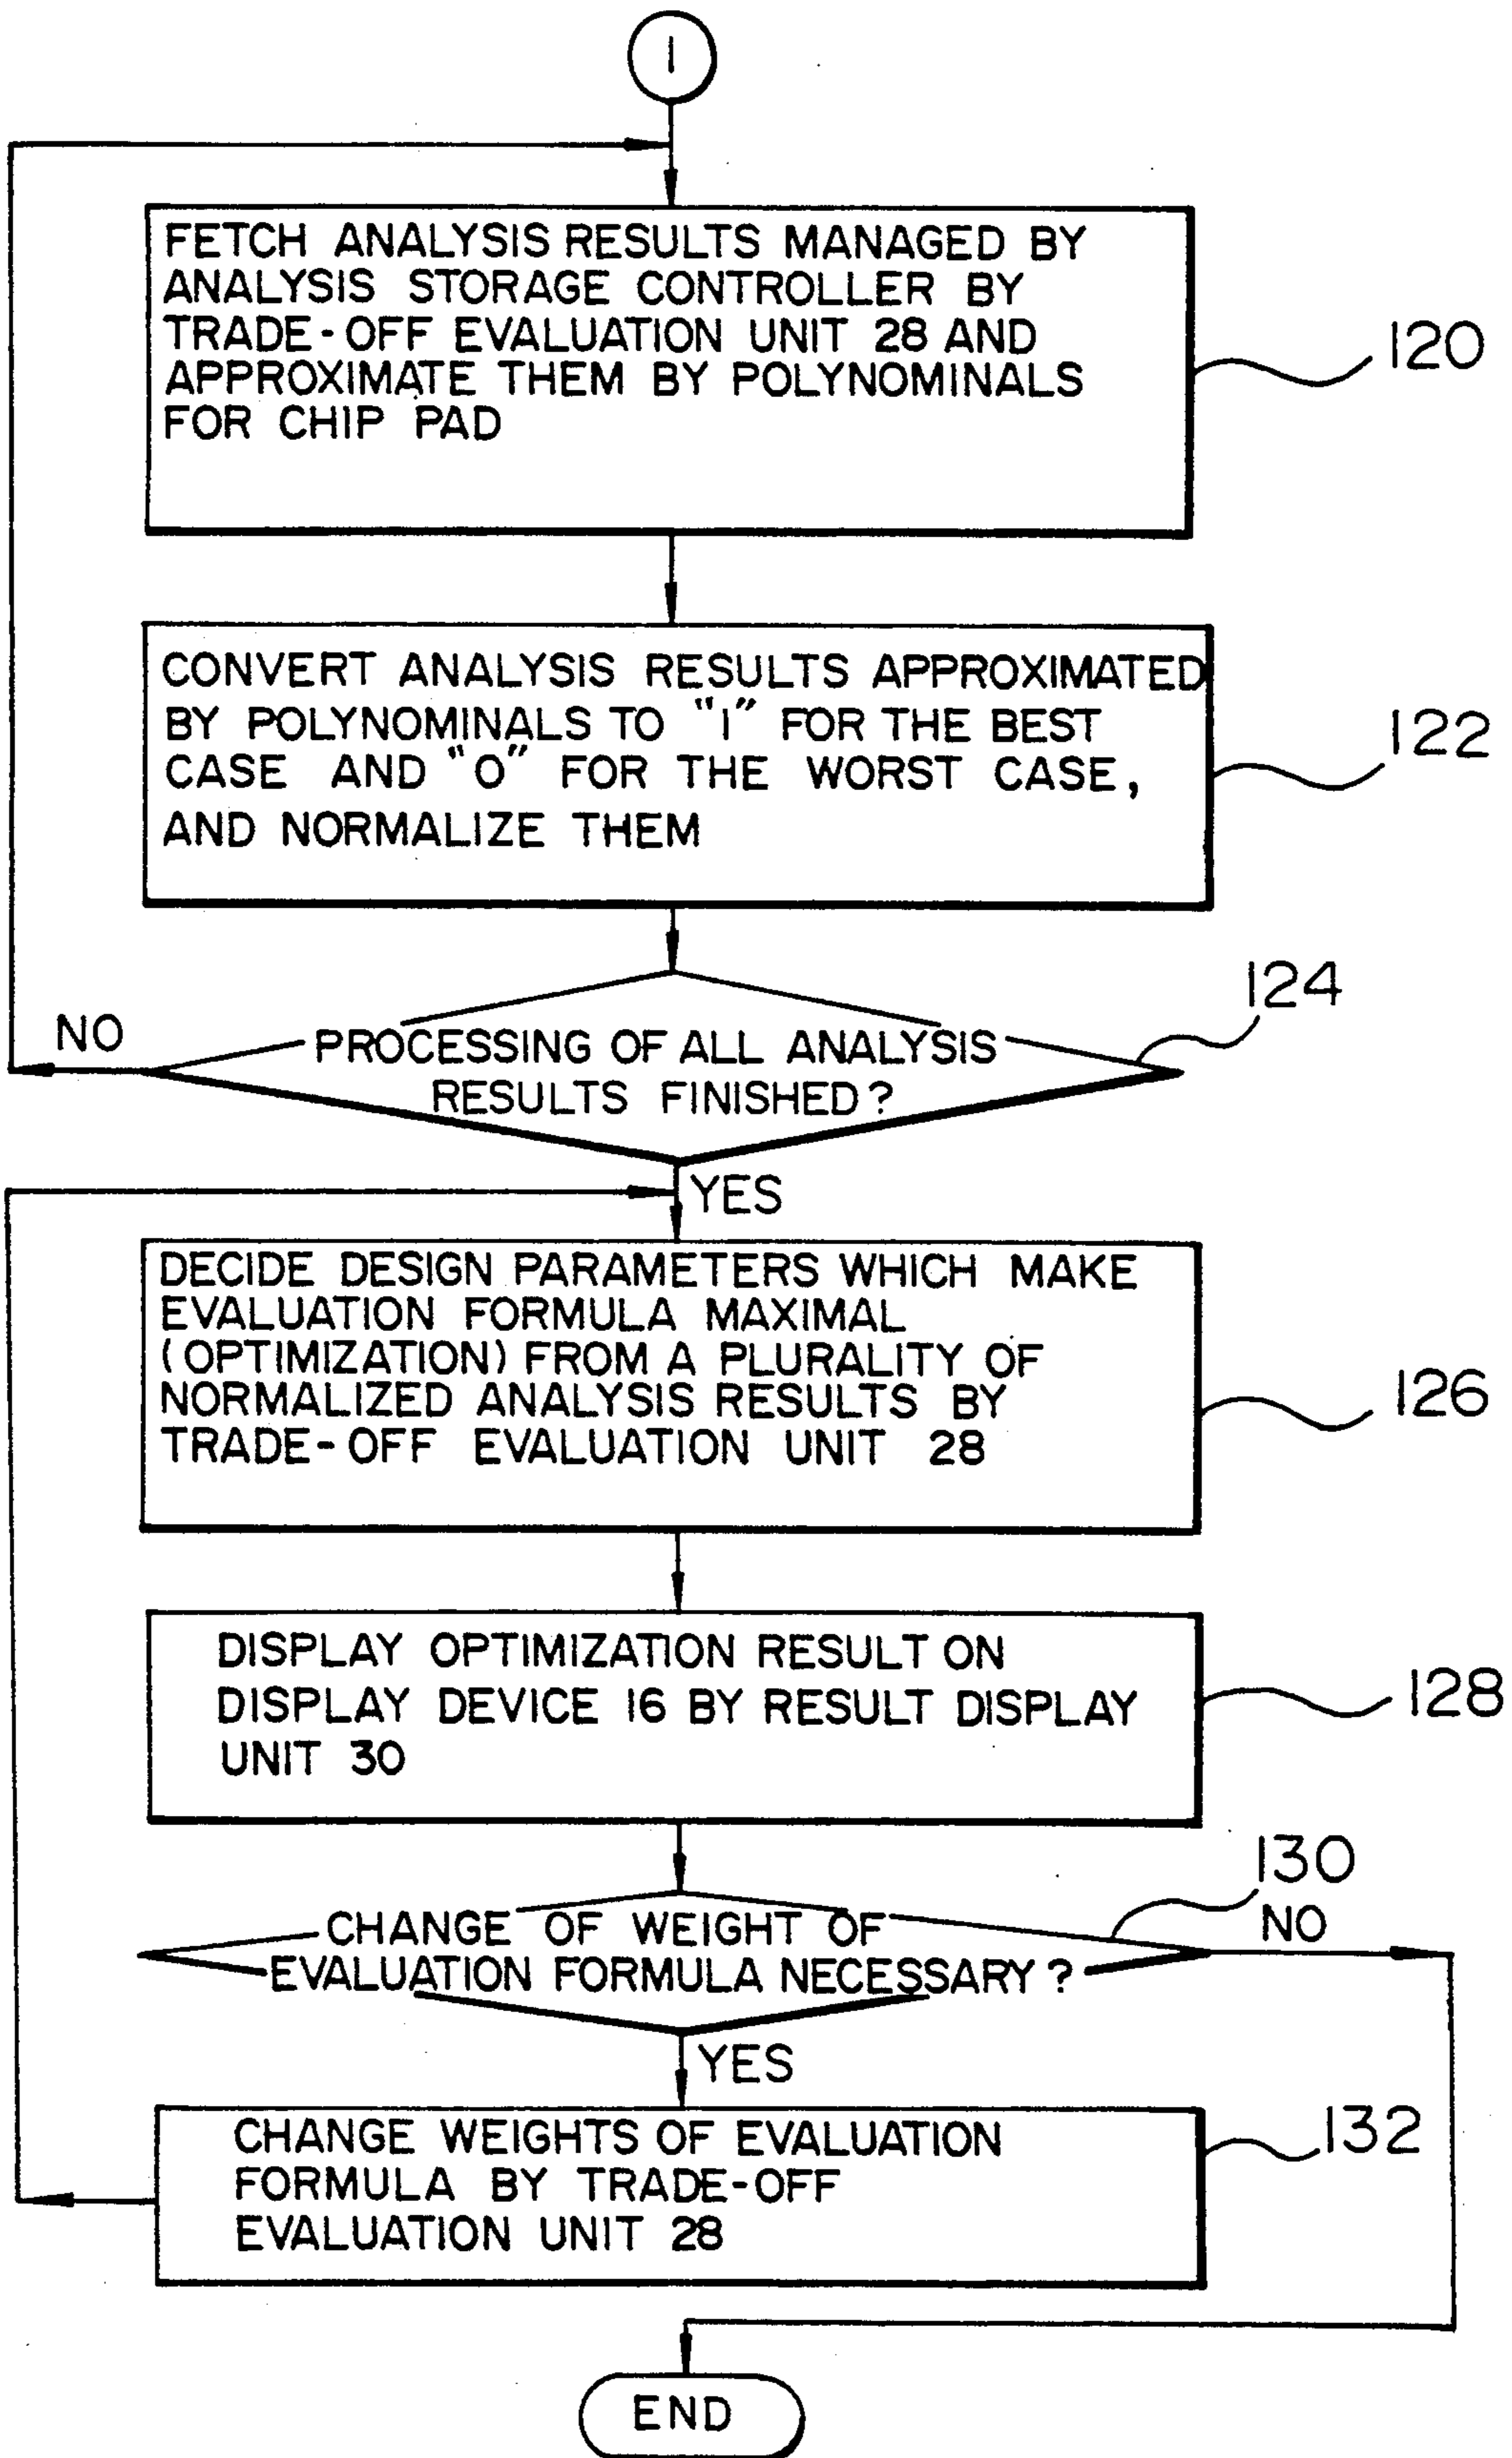 1
FETCH ANALYSIS RESULTS MANAGED BY
ANALYSIS STORAGE CONTROLLER BY
TRADE-OFF EVALUATION UNIT 28 AND
APPROXIMATE THEM BY POLYNOMINALS
FOR CHIP PAD
120
CONVERT ANALYSIS RESULTS APPROXIMATED
BY POLYNOMINALS TO "1" FOR THE BEST
CASE AND "0" FOR THE WORST CASE,
AND NORMALIZE THEM
122
124
NO
PROCESSING OF ALL ANALYSIS
RESULTS FINISHED?
YES
DECIDE DESIGN PARAMETERS WHICH MAKE
EVALUATION FORMULA MAXIMAL
(OPTIMIZATION) FROM A PLURALITY OF
NORMALIZED ANALYSIS RESULTS BY
TRADE-OFF EVALUATION UNIT 28
126
DISPLAY OPTIMIZATION RESULT ON
DISPLAY DEVICE 16 BY RESULT DISPLAY
UNIT 30
128
130
CHANGE OF WEIGHT OF
EVALUATION FORMULA NECESSARY?
NO
YES
CHANGE WEIGHTS OF EVALUATION
FORMULA BY TRADE-OFF
EVALUATION UNIT 28
132
END